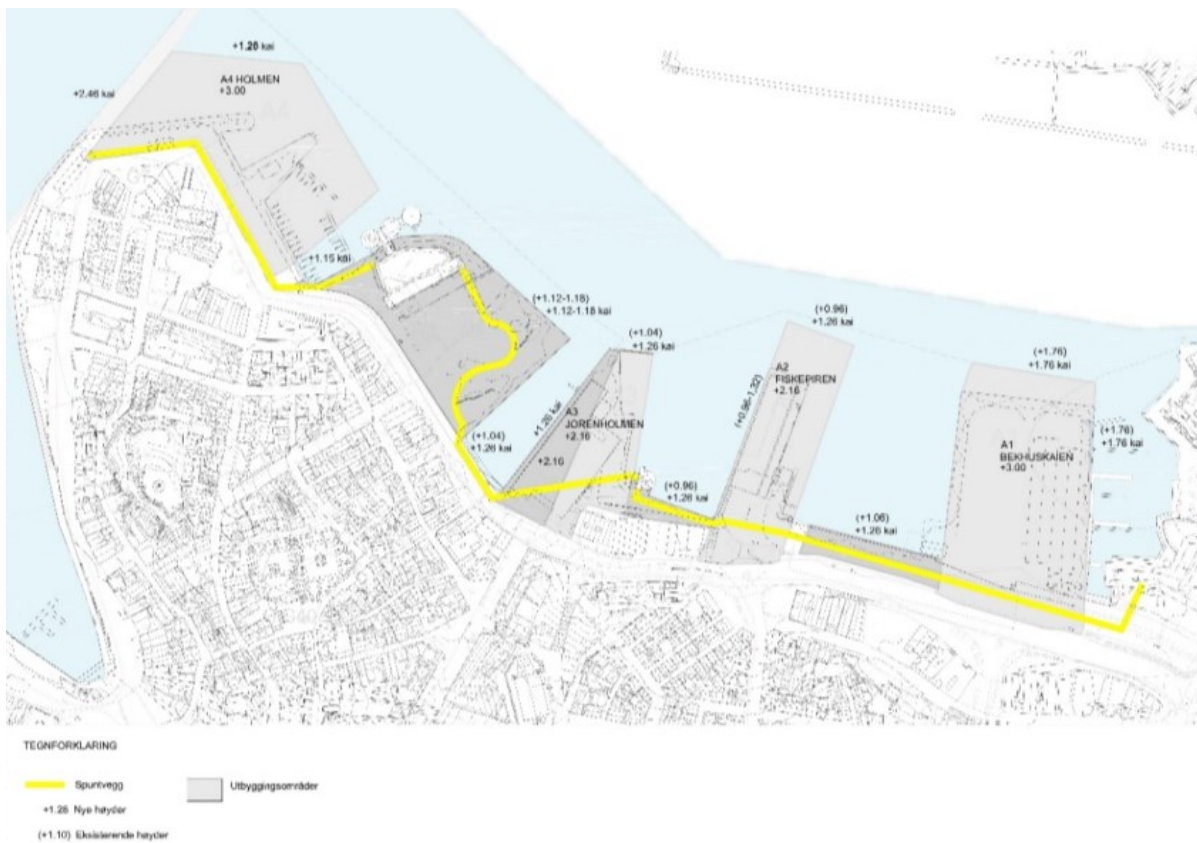 +1.26 kai
A4 HOLMEN
+3.00
A4
+2.46 kai
+1.15 kai
(+1.12-1.18)
+1.12-1.18 kai
(+1.04)
+1.26 kai
(+0.96)
+1.26 kai
(+1.76)
+1.76 kai
A2
FISKEPIREN
+2.16
(+0.96-1.32)
+1.26 kai
A3
JORENHOLMEN
+2.16
+2.16
(+1.04)
+1.26 kai
(+0.96)
+1.26 kai
(+1.06)
+1.26 kai
A1
BEKHUSKAIEN
+3.00
(+1.76)
+1.76 kai
TEGNFORKLARING
Spuntvegg
Utbyggingsområder
+1.28 Nye høyder
(+1.10) Eksisterende høyder